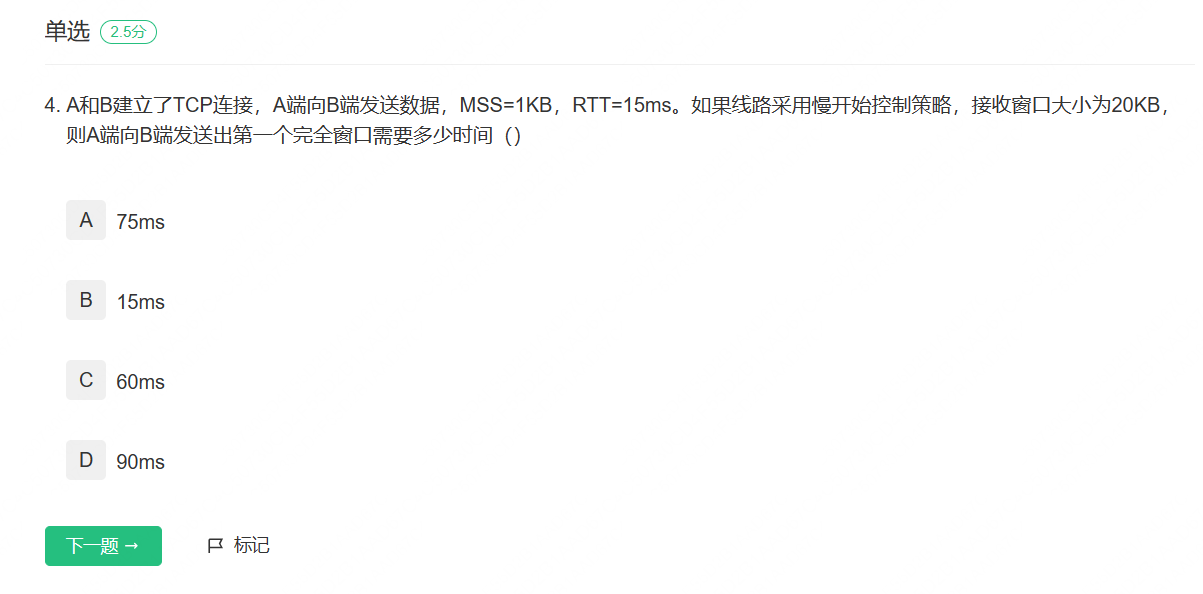 单选 2.5分
4. A和B建立了TCP连接，A端向B端发送数据，MSS=1KB，RTT=15ms。如果线路采用慢开始控制策略，接收窗口大小为20KB，
则A端向B端发送出第一个完全窗口需要多少时间（）
A 75ms
B 15ms
C 60ms
D 90ms
下一题→ 标记